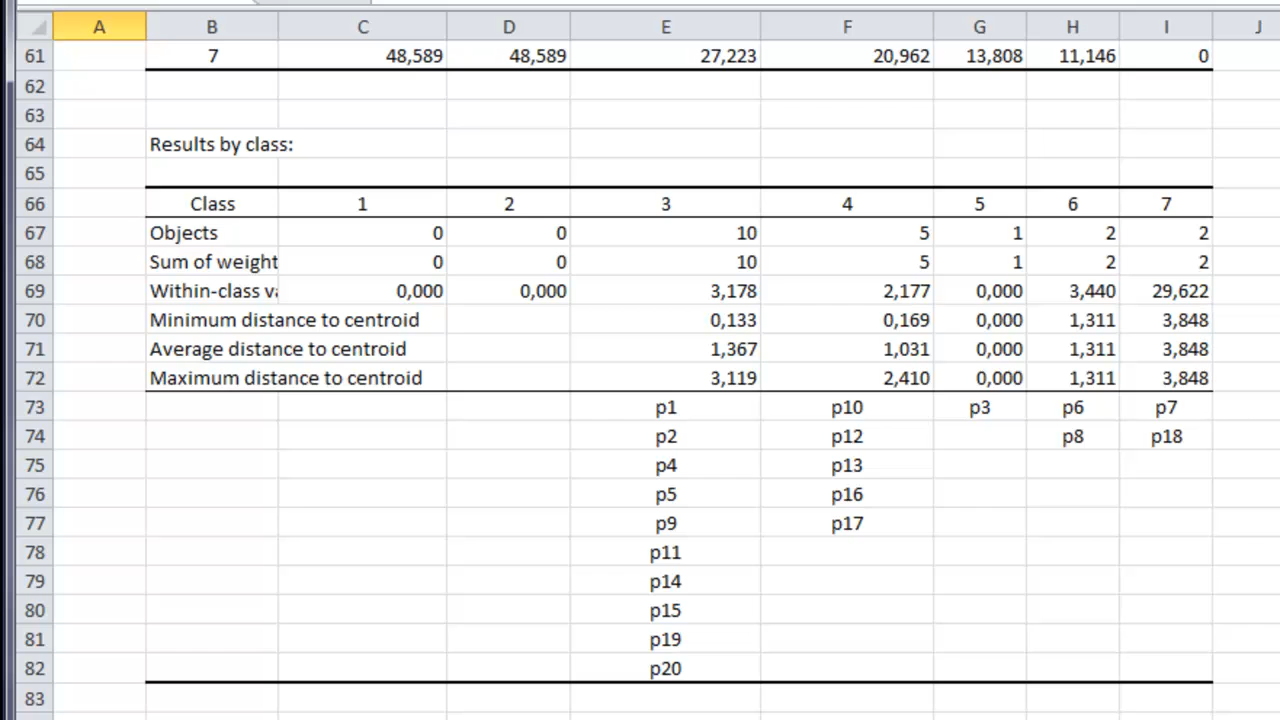 A B C D E F G H I J
61 7 48,589 48,589 27,223 20,962 13,808 11,146 0
62
63
64 Results by class:
65
66 Class 1 2 3 4 5 6 7
67 Objects 0 0 10 5 1 2 2
68 Sum of weight 0 0 10 5 1 2 2
69 Within-class va 0,000 0,000 3,178 2,177 0,000 3,440 29,622
70 Minimum distance to centroid 0,133 0,169 0,000 1,311 3,848
71 Average distance to centroid 1,367 1,031 0,000 1,311 3,848
72 Maximum distance to centroid 3,119 2,410 0,000 1,311 3,848
73 p1 p10 p3 p6 p7
74 p2 p12 p8 p18
75 p4 p13
76 p5 p16
77 p9 p17
78 p11
79 p14
80 p15
81 p19
82 p20
83